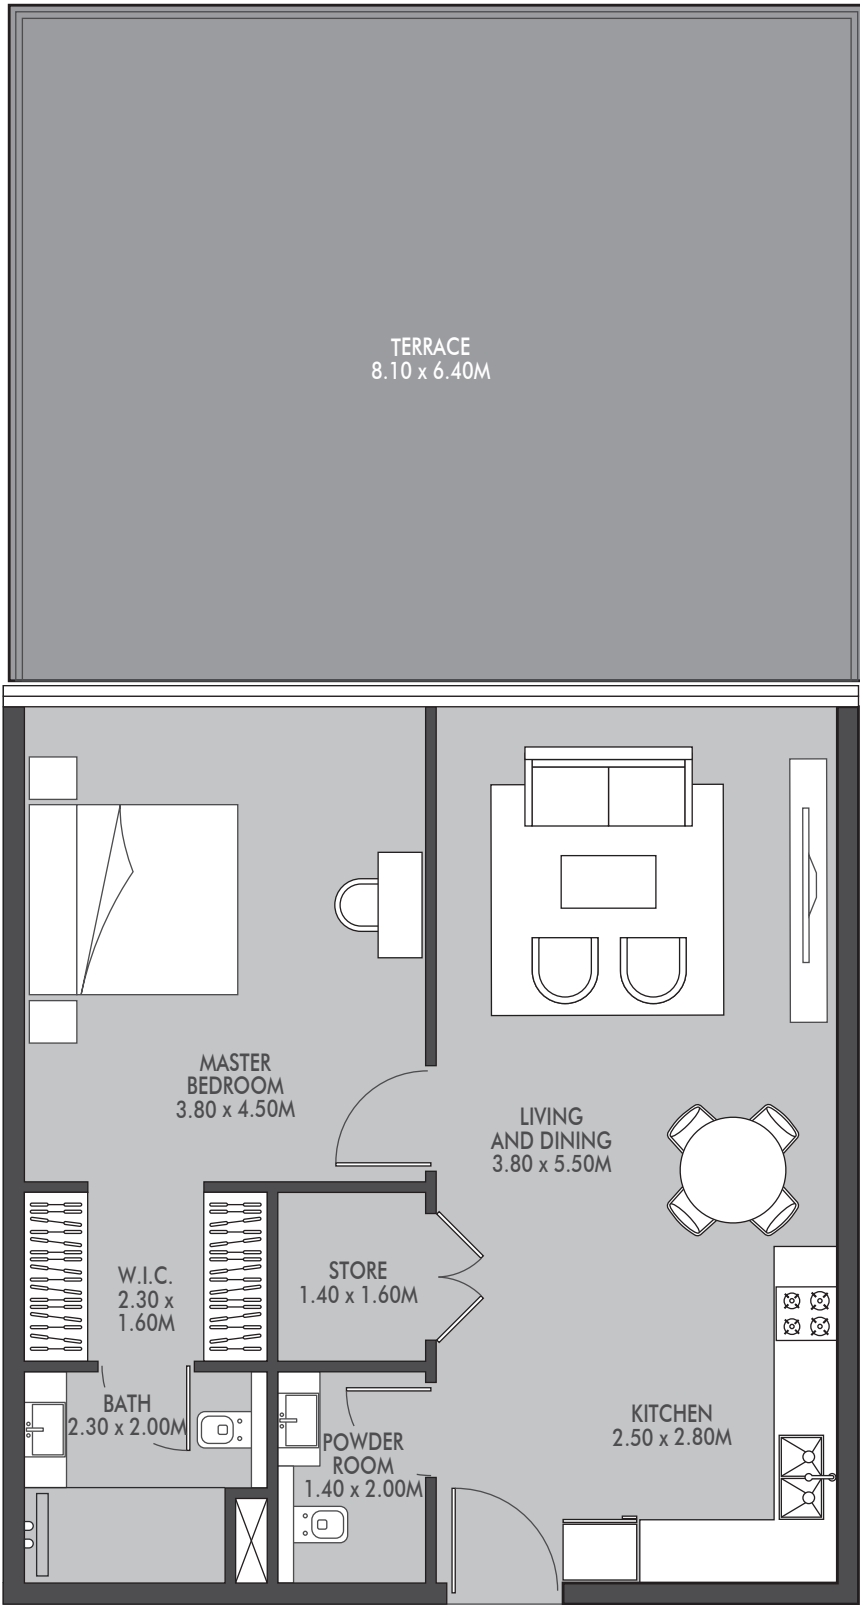 TERRACE
8.10 x 6.40M
MASTER
BEDROOM
3.80 x 4.50M
LIVING
AND DINING
3.80 x 5.50M
W.I.C.
2.30 x
1.60M
STORE
1.40 x 1.60M
BATH
2.30 x 2.00M
POWDER
ROOM
1.40 x 2.00M
KITCHEN
2.50 x 2.80M